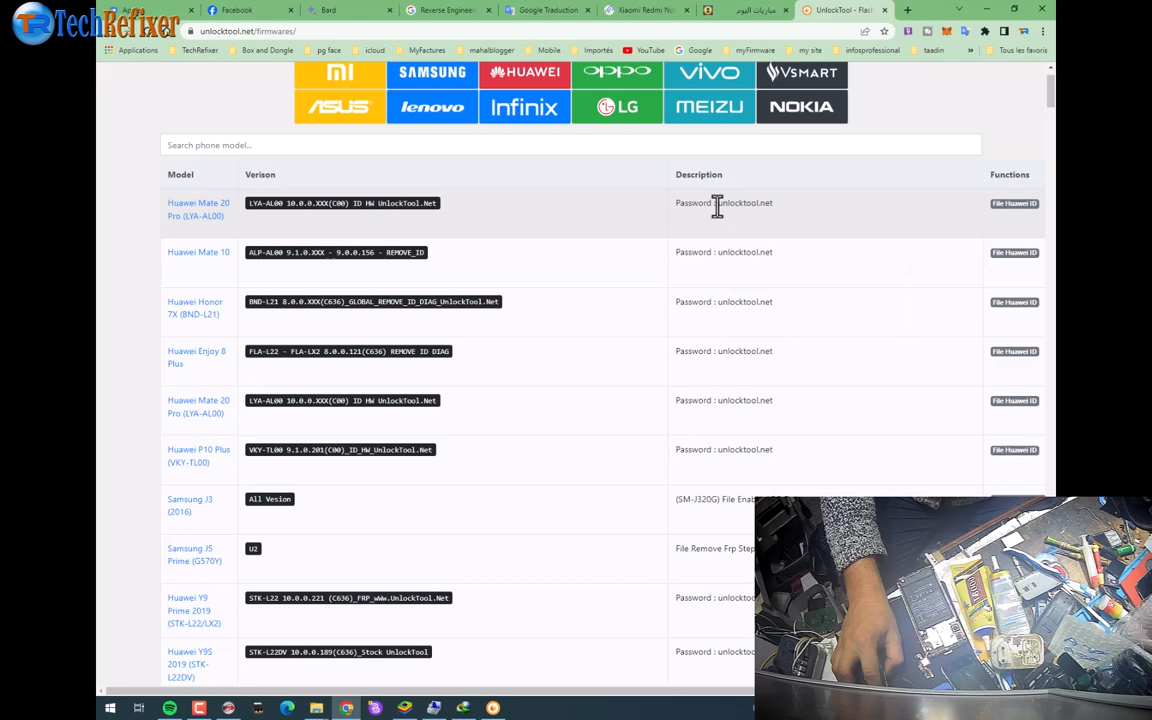 TechRefixer
Facebook
Bard
Reverse Engineer
Google Traduction
Xiaomi Redmi Not
مباريات اليوم
UnlockTool - Flash
unlocktool.net/firmwares/
Applications
TechRefixer
Box and Dongle
pg face
icloud
MyFactures
mahalblogger
Mobile
Importés
YouTube
Google
myFirmware
my site
infosprofessional
taadin
»
Tous les favoris
MI
SAMSUNG
HUAWEI
OPPO
VIVO
VSMART
ASUS
lenovo
Infinix
LG
MEIZU
NOKIA
Search phone model...
Model Verison Description Functions
Huawei Mate 20 LYA-AL00 10.0.0.XXX(C00) ID HW UnlockTool.Net Password : unlocktool.net File Huawei ID
Pro (LYA-AL00)
Huawei Mate 10 ALP-AL00 9.1.0.XXX - 9.0.0.156 - REMOVE_ID Password : unlocktool.net File Huawei ID
Huawei Honor BND-L21 8.0.0.XXX(C636)_GLOBAL_REMOVE_ID_DIAG_UnlockTool.Net Password : unlocktool.net File Huawei ID
7X (BND-L21)
Huawei Enjoy 8 FLA-L22 - FLA-LX2 8.0.0.121(C636) REMOVE ID DIAG Password : unlocktool.net File Huawei ID
Plus
Huawei Mate 20 LYA-AL00 10.0.0.XXX(C00) ID HW UnlockTool.Net Password : unlocktool.net File Huawei ID
Pro (LYA-AL00)
Huawei P10 Plus VKY-TL00 9.1.0.201(C00)_ID_HW_UnlockTool.Net Password : unlocktool.net File Huawei ID
(VKY-TL00)
Samsung J3 All Vesion (SM-J320G) File Enab
(2016)
Samsung J5 U2 File Remove Frp Step
Prime (G570Y)
Huawei Y9 STK-L22 10.0.0.221 (C636)_FRP_wWw.UnlockTool.Net Password : unlockto
Prime 2019
(STK-L22/LX2)
Huawei Y9S STK-L22DV 10.0.0.189(C636)_Stock UnlockTool Password : unlockto
2019 (STK-
L22DV)